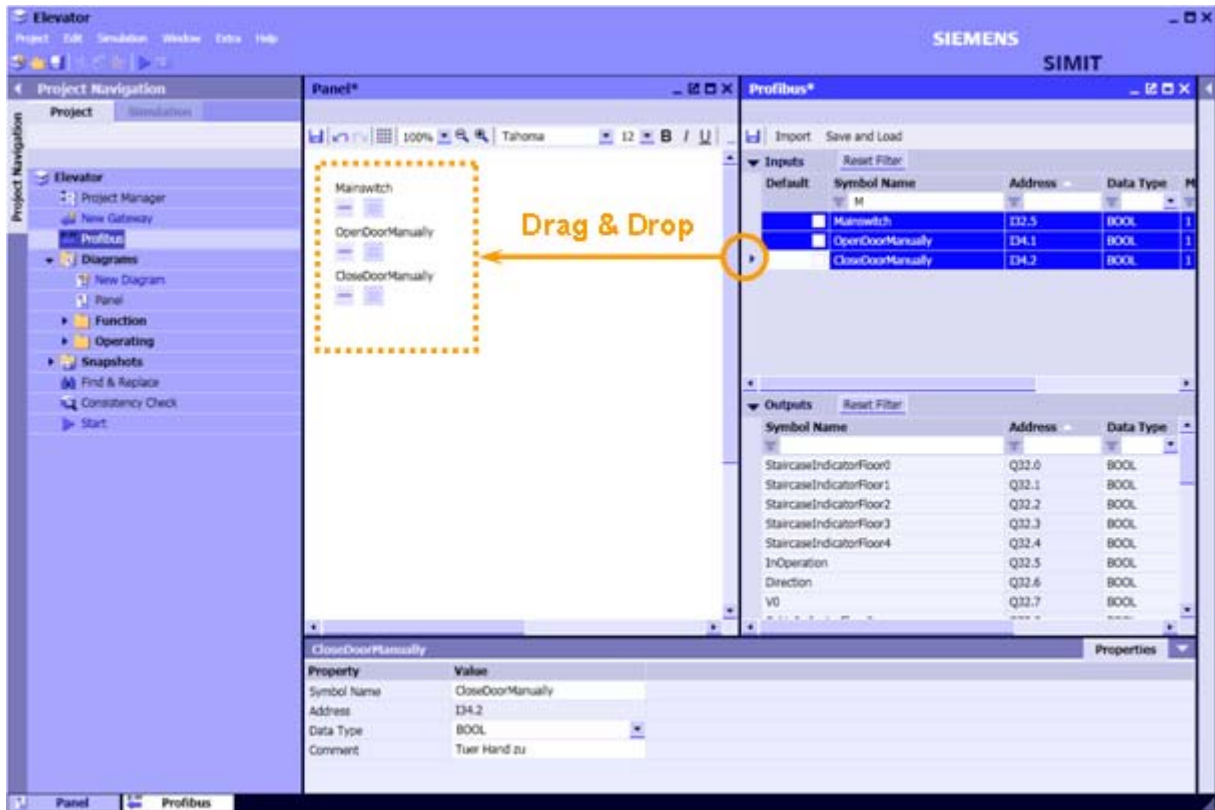 Elevator
Project Edit Simulation Window Extra Help
SIEMENS
SIMIT
Project Navigation
Project Simulation
Project Navigation
Elevator
Project Manager
New Gateway
Profibus
Diagrams
New Diagram
Panel
Function
Operating
Snapshots
Find & Replace
Consistency Check
Start
Panel*
100% Tahoma 12 B I U
Mainswitch
OpenDoorManually
CloseDoorManually
Drag & Drop
Profibus*
Import Save and Load
Inputs Reset Filter
Default Symbol Name Address Data Type M
M
Mainswitch I32.5 BOOL 1
OpenDoorManually I34.1 BOOL 1
CloseDoorManually I34.2 BOOL 1
Outputs Reset Filter
Symbol Name Address Data Type
StaircaseIndicatorFloor0 Q32.0 BOOL
StaircaseIndicatorFloor1 Q32.1 BOOL
StaircaseIndicatorFloor2 Q32.2 BOOL
StaircaseIndicatorFloor3 Q32.3 BOOL
StaircaseIndicatorFloor4 Q32.4 BOOL
InOperation Q32.5 BOOL
Direction Q32.6 BOOL
V0 Q32.7 BOOL
CloseDoorManually Properties
Property Value
Symbol Name CloseDoorManually
Address I34.2
Data Type BOOL
Comment Tuer Hand zu
Panel Profibus